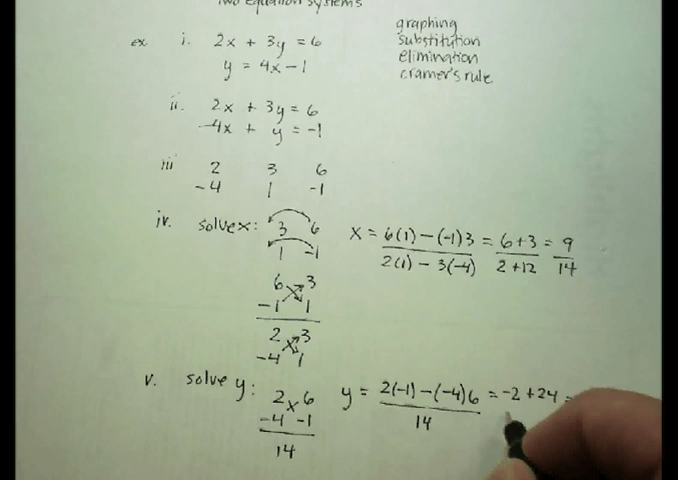 Two equation systems
ex i. 2x + 3y = 6
y = 4x - 1
graphing
substitution
elimination
cramer's rule
ii. 2x + 3y = 6
-4x + y = -1
iii 2 3 6
-4 1 -1
iv. solve x: 3 6
1 -1
6 3
-1 1
2 3
-4 1
x = 6(1) - (-1)3 / 2(1) - 3(-4) = 6+3 / 2+12 = 9 / 14
v. solve y: 2 6
-4 -1
14
y = 2(-1) - (-4)6 / 14 = -2 + 24 =